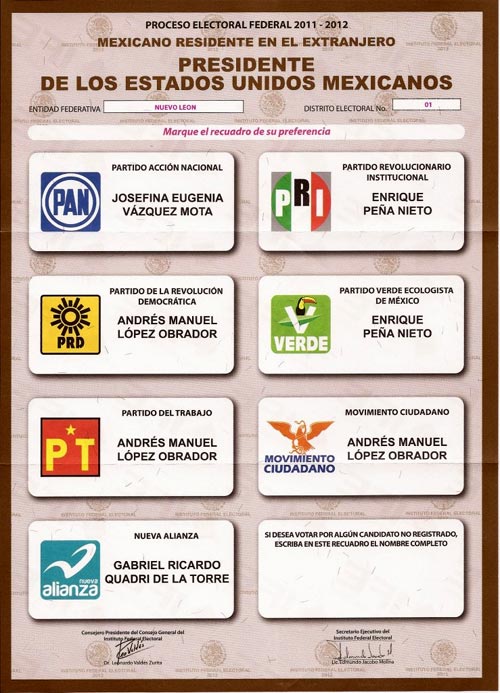 PROCESO ELECTORAL FEDERAL 2011 - 2012
MEXICANO RESIDENTE EN EL EXTRANJERO
PRESIDENTE
DE LOS ESTADOS UNIDOS MEXICANOS
ENTIDAD FEDERATIVA NUEVO LEON DISTRITO ELECTORAL No. 01
Marque el recuadro de su preferencia
PARTIDO ACCIÓN NACIONAL
PAN
JOSEFINA EUGENIA
VÁZQUEZ MOTA
PARTIDO REVOLUCIONARIO
INSTITUCIONAL
PRI
ENRIQUE
PEÑA NIETO
PARTIDO DE LA REVOLUCIÓN
DEMOCRÁTICA
PRD
ANDRÉS MANUEL
LÓPEZ OBRADOR
PARTIDO VERDE ECOLOGISTA
DE MÉXICO
VERDE
ENRIQUE
PEÑA NIETO
PARTIDO DEL TRABAJO
PT
ANDRÉS MANUEL
LÓPEZ OBRADOR
MOVIMIENTO CIUDADANO
MOVIMIENTO
CIUDADANO
ANDRÉS MANUEL
LÓPEZ OBRADOR
NUEVA ALIANZA
nueva
alianza
GABRIEL RICARDO
QUADRI DE LA TORRE
SI DESEA VOTAR POR ALGÚN CANDIDATO NO REGISTRADO,
ESCRIBA EN ESTE RECUADRO EL NOMBRE COMPLETO
Consejero Presidente del Consejo General del
Instituto Federal Electoral
Dr. Leonardo Valdés Zurita
Secretario Ejecutivo del
Instituto Federal Electoral
Lic. Edmundo Jacobo Molina